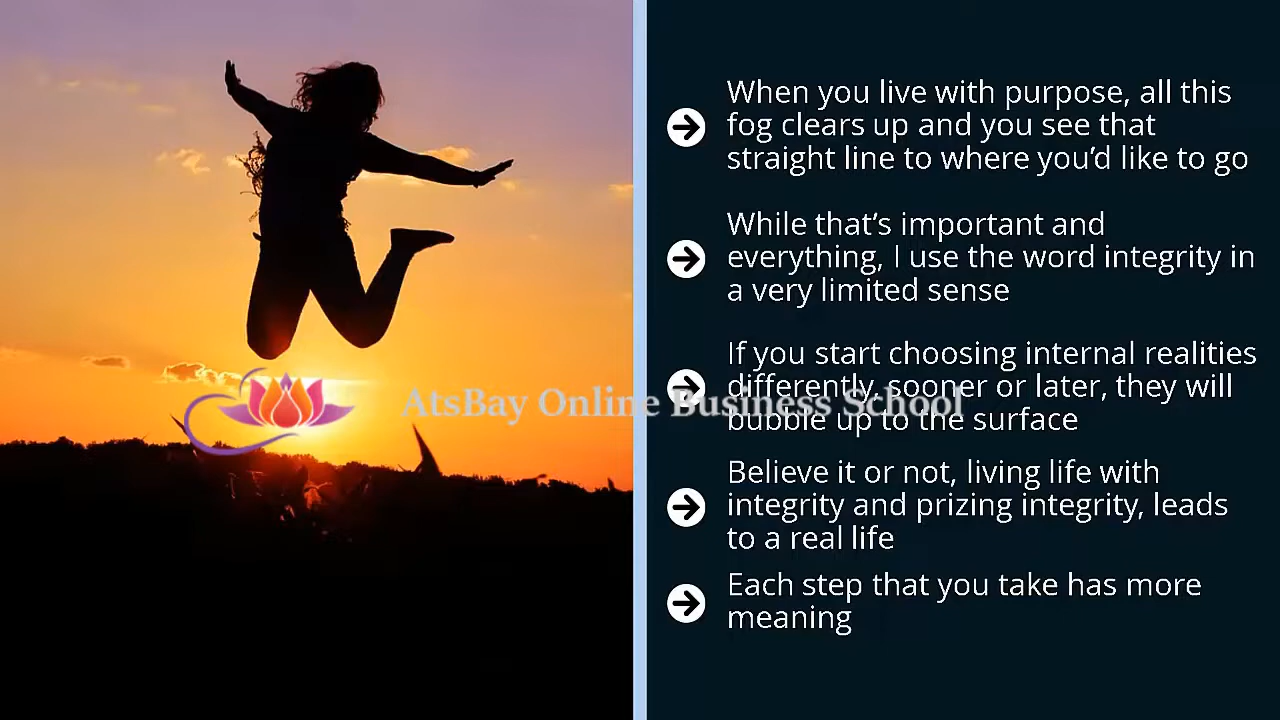 When you live with purpose, all this
fog clears up and you see that
straight line to where you’d like to go
While that’s important and
everything, I use the word integrity in
a very limited sense
If you start choosing internal realities
differently, sooner or later, they will
AtsBay Online Business School
bubble up to the surface
Believe it or not, living life with
integrity and prizing integrity, leads
to a real life
Each step that you take has more
meaning